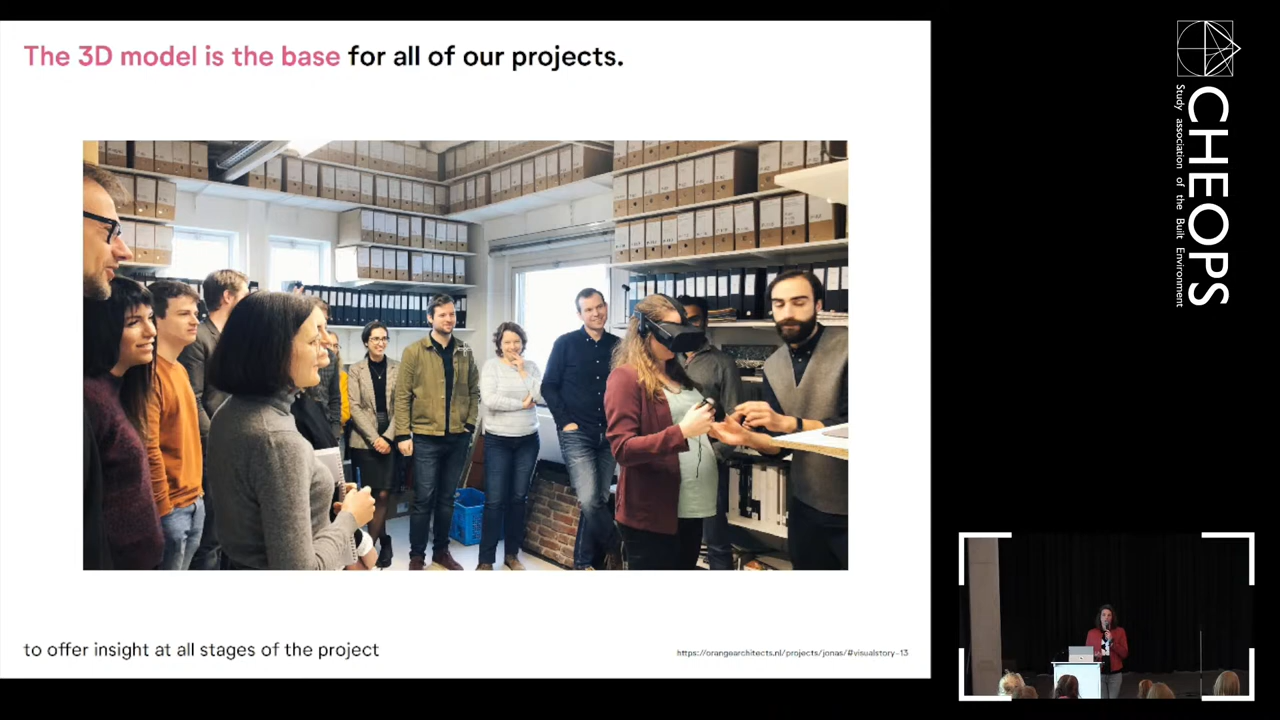 The 3D model is the base for all of our projects.
to offer insight at all stages of the project
https://orangearchitects.nl/projects/jonas/#visualstory-13
CHEOPS
Study association of the Built Environment